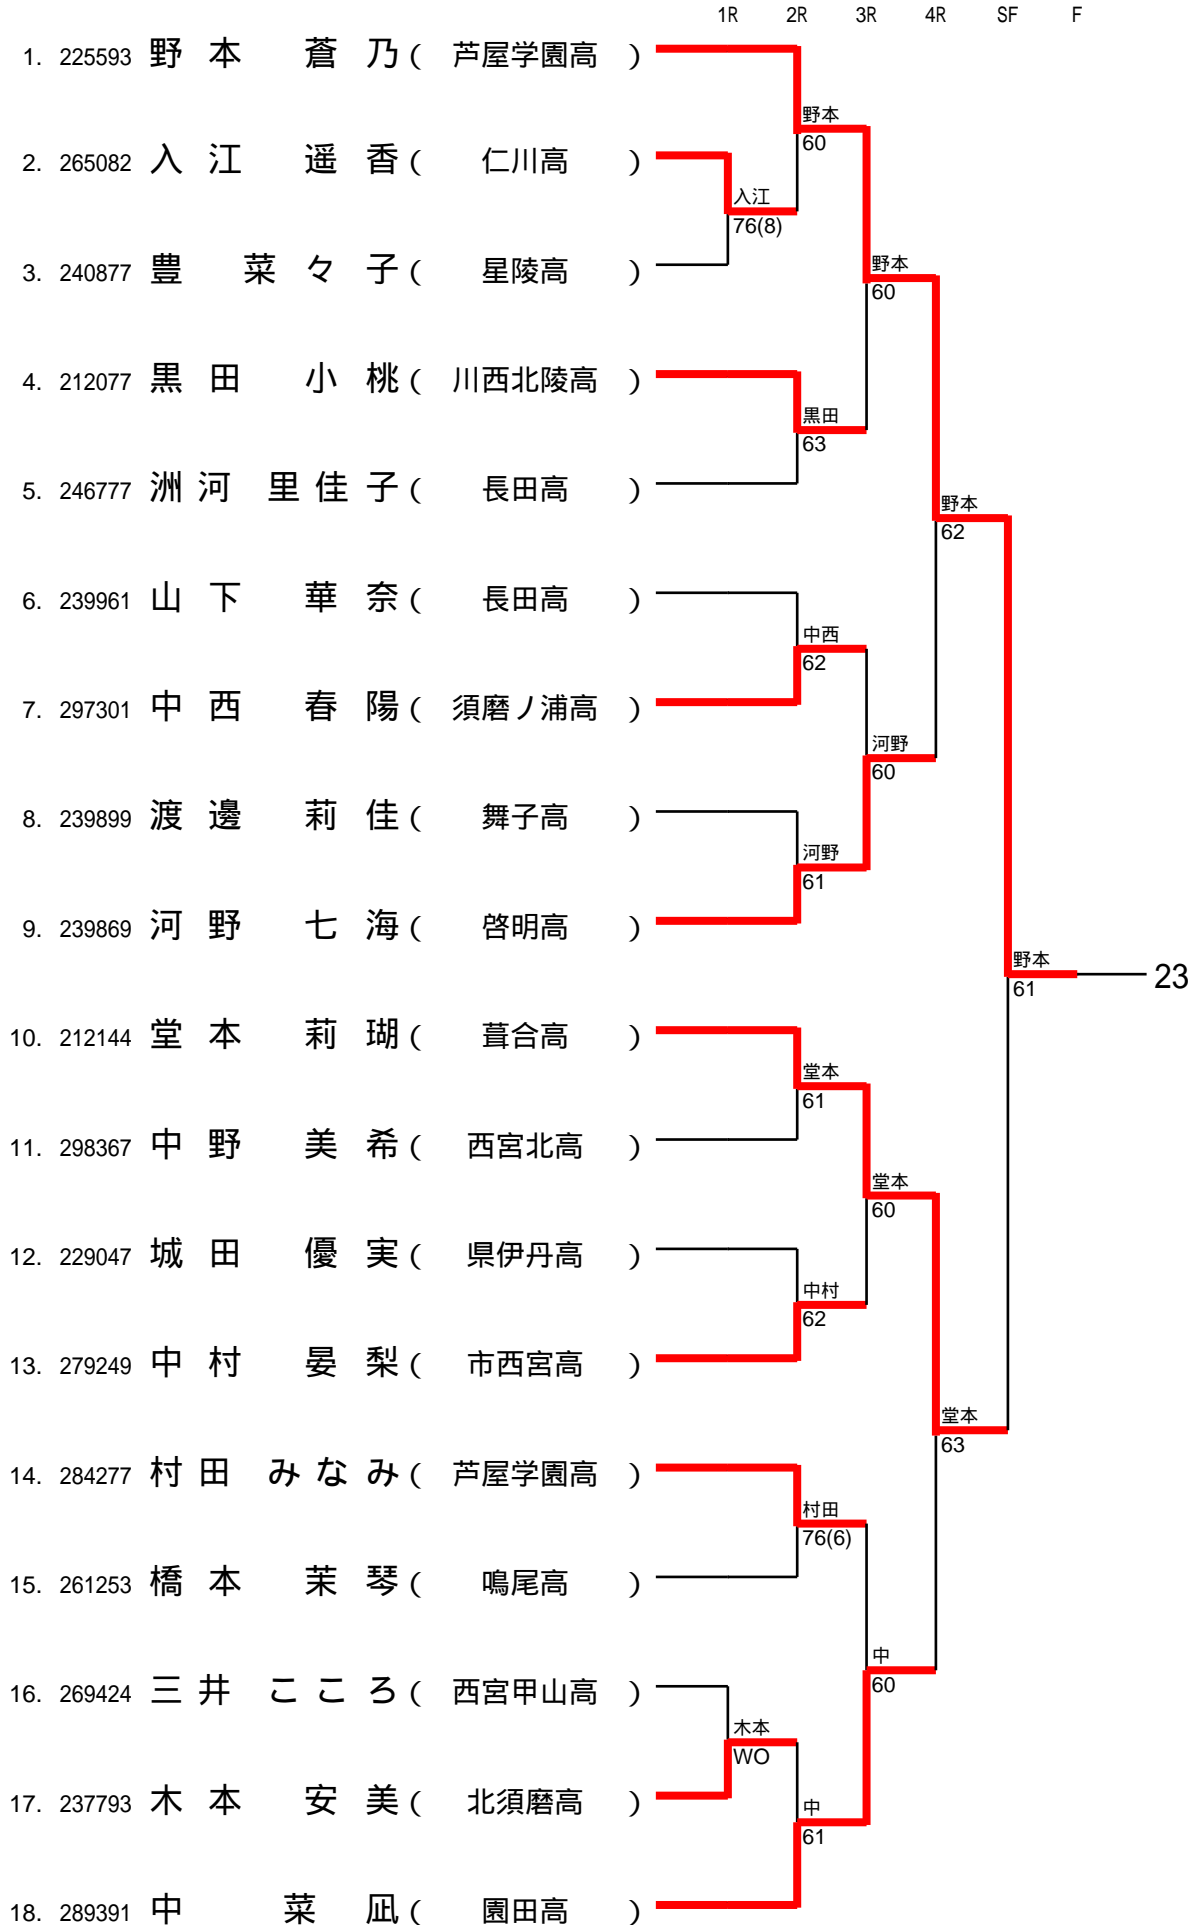 1R 2R 3R 4R SF F
1. 225593 野本 蒼乃 ( 芦屋学園高 )
野本
60
2. 265082 入江 遥香 ( 仁川高 )
入江
76(8)
3. 240877 豊 菜々子 ( 星陵高 )
野本
60
4. 212077 黒田 小桃 ( 川西北陵高 )
黒田
63
5. 246777 洲河 里佳子 ( 長田高 )
野本
62
6. 239961 山下 華奈 ( 長田高 )
中西
62
7. 297301 中西 春陽 ( 須磨ノ浦高 )
河野
60
8. 239899 渡邊 莉佳 ( 舞子高 )
河野
61
9. 239869 河野 七海 ( 啓明高 )
野本
61
23
10. 212144 堂本 莉瑚 ( 葺合高 )
堂本
61
11. 298367 中野 美希 ( 西宮北高 )
堂本
60
12. 229047 城田 優実 ( 県伊丹高 )
中村
62
13. 279249 中村 晏梨 ( 市西宮高 )
堂本
63
14. 284277 村田 みなみ ( 芦屋学園高 )
村田
76(6)
15. 261253 橋本 茉琴 ( 鳴尾高 )
中
60
16. 269424 三井 こころ ( 西宮甲山高 )
木本
WO
17. 237793 木本 安美 ( 北須磨高 )
中
61
18. 289391 中 菜凪 ( 園田高 )